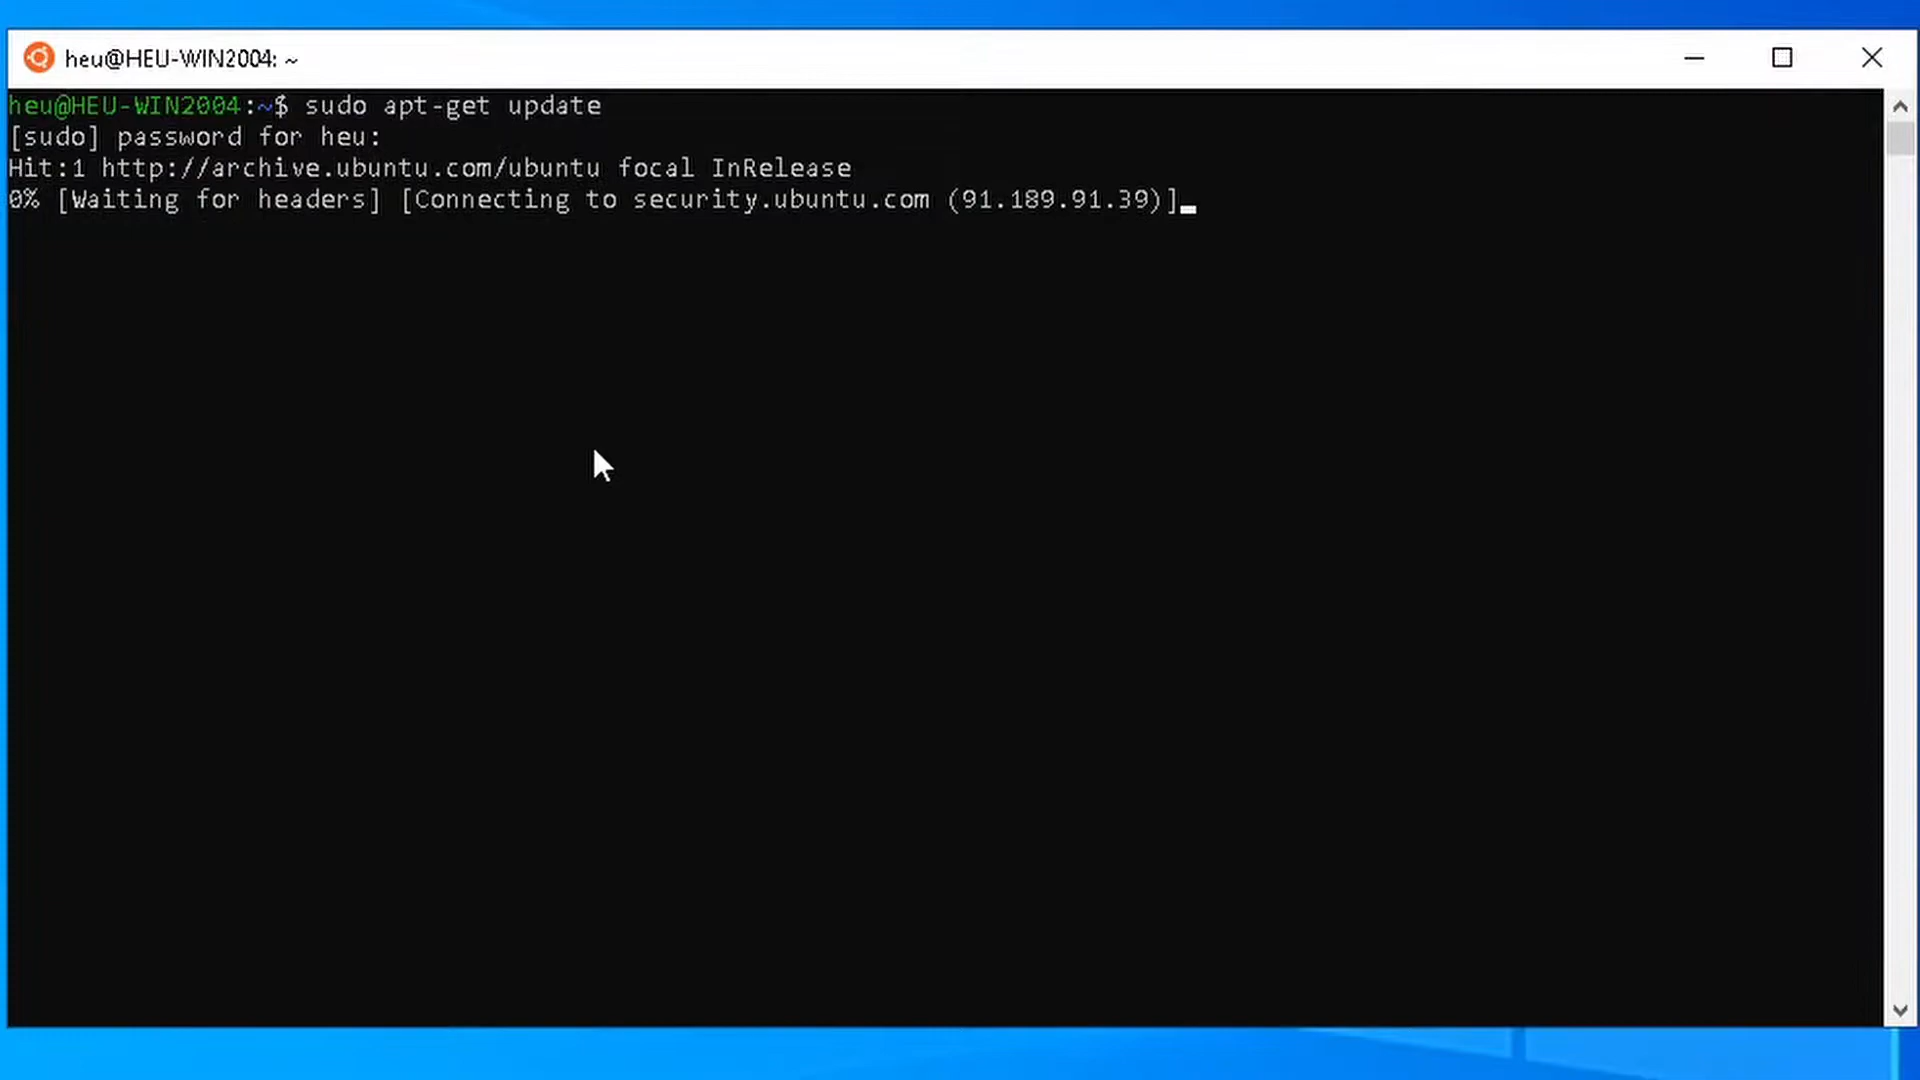 heu@HEU-WIN2004: ~
heu@HEU-WIN2004:~$ sudo apt-get update
[sudo] password for heu:
Hit:1 http://archive.ubuntu.com/ubuntu focal InRelease
0% [Waiting for headers] [Connecting to security.ubuntu.com (91.189.91.39)]